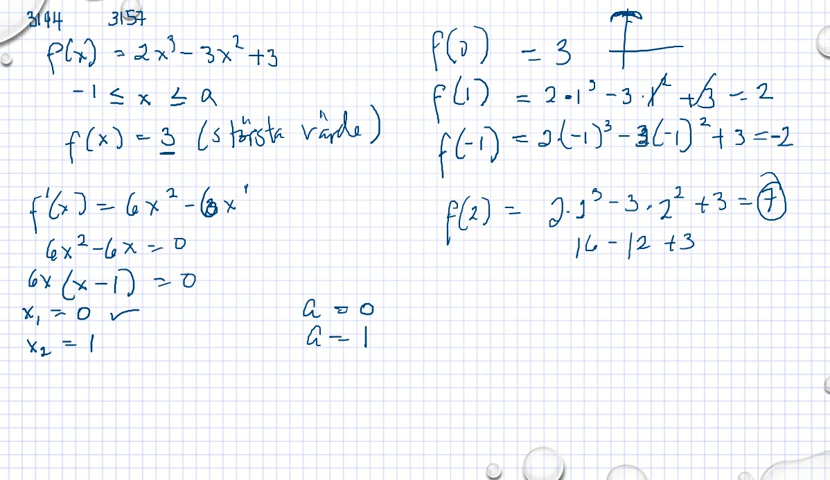 3144 3157
f(x) = 2x³ - 3x² + 3
-1 ≤ x ≤ a
f(x) = 3 (största värde)
f'(x) = 6x² - 6x¹
6x² - 6x = 0
6x (x - 1) = 0
x₁ = 0 ✓
x₂ = 1
a = 0
a = 1
f(0) = 3
f(1) = 2·1³ - 3·1² + 3 = 2
f(-1) = 2·(-1)³ - 3(-1)² + 3 = -2
f(2) = 2·2³ - 3·2² + 3 = 7
16 - 12 + 3